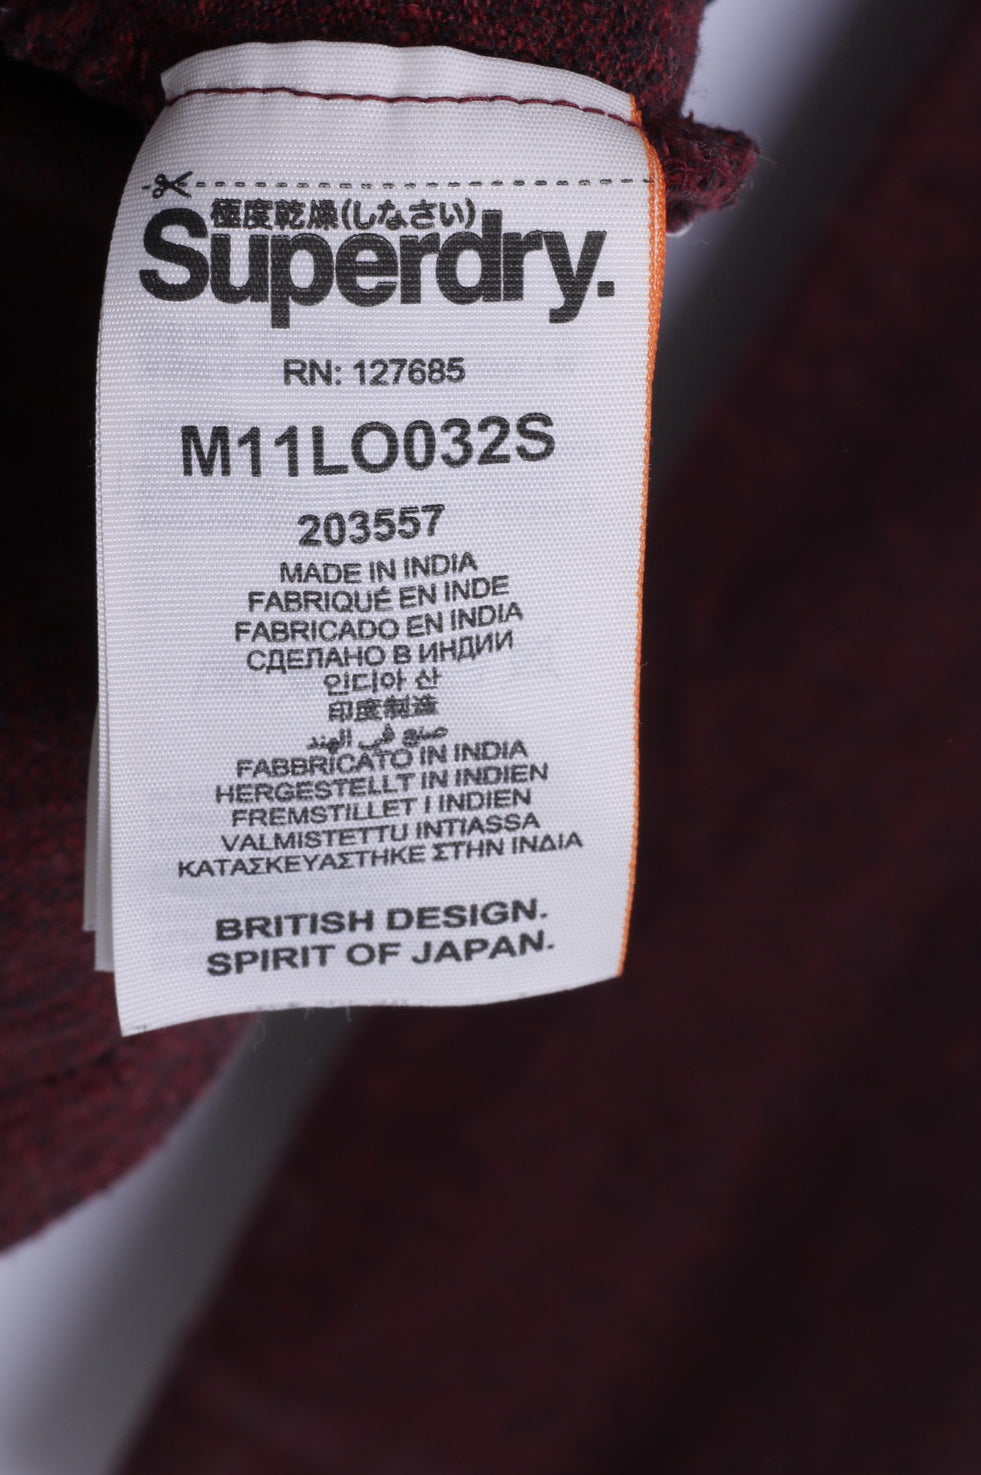 極度乾燥(しなさい)
Superdry.
RN: 127685
M11LO032S
203557
MADE IN INDIA
FABRIQUÉ EN INDE
FABRICADO EN INDIA
СДЕЛАНО В ИНДИИ
인디아 산
印度制造
صنع في الهند
FABBRICATO IN INDIA
HERGESTELLT IN INDIEN
FREMSTILLET I INDIEN
VALMISTETTU INTIASSA
ΚΑΤΑΣΚΕΥΑΣΤΗΚΕ ΣΤΗΝ ΙΝΔΙΑ
BRITISH DESIGN.
SPIRIT OF JAPAN.